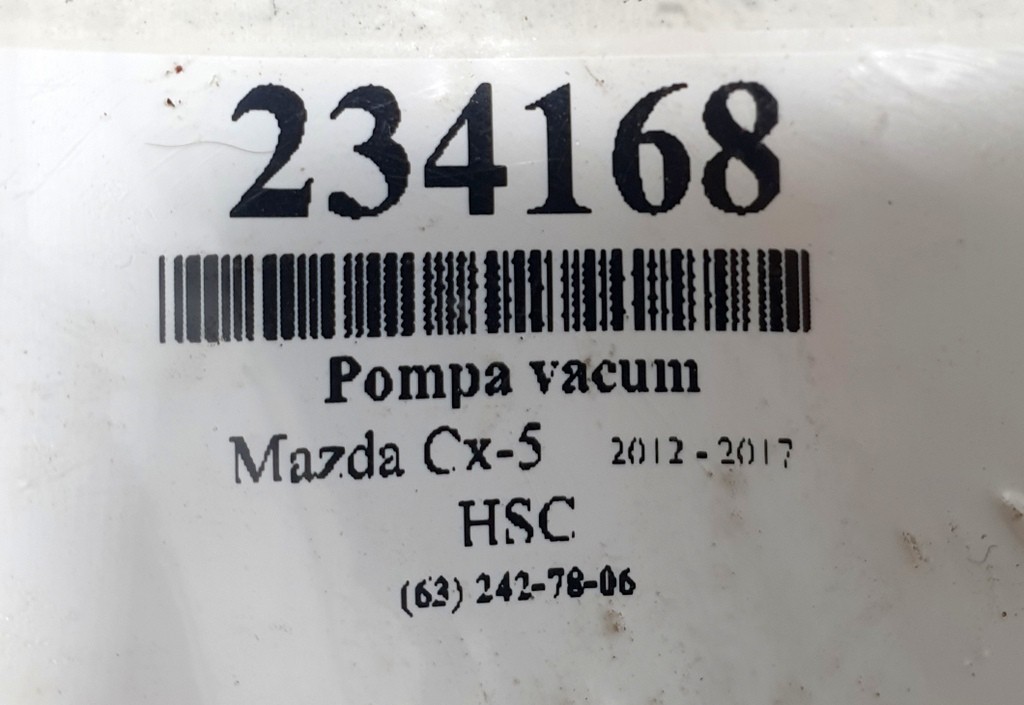 234168
Pompa vacum
Mazda Cx-5 2012 - 2017
HSC
(63) 242-78-06